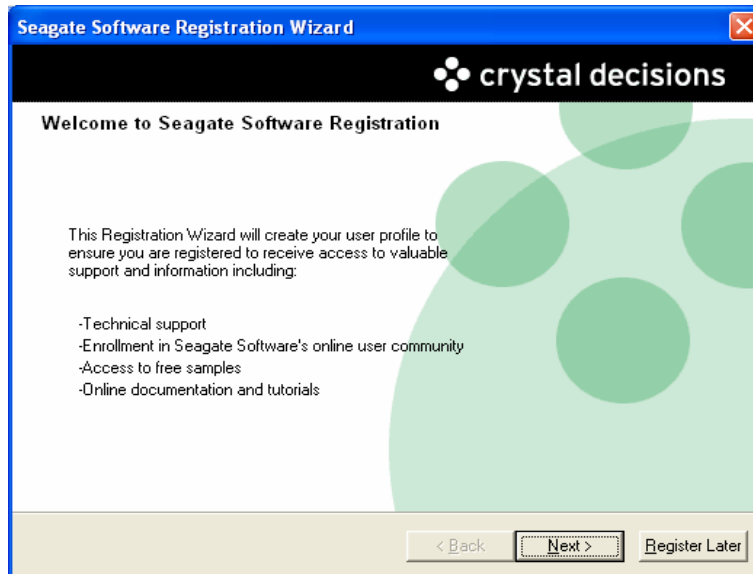 Seagate Software Registration Wizard
crystal decisions
Welcome to Seagate Software Registration
This Registration Wizard will create your user profile to
ensure you are registered to receive access to valuable
support and information including:
-Technical support
-Enrollment in Seagate Software's online user community
-Access to free samples
-Online documentation and tutorials
< Back
Next >
Register Later